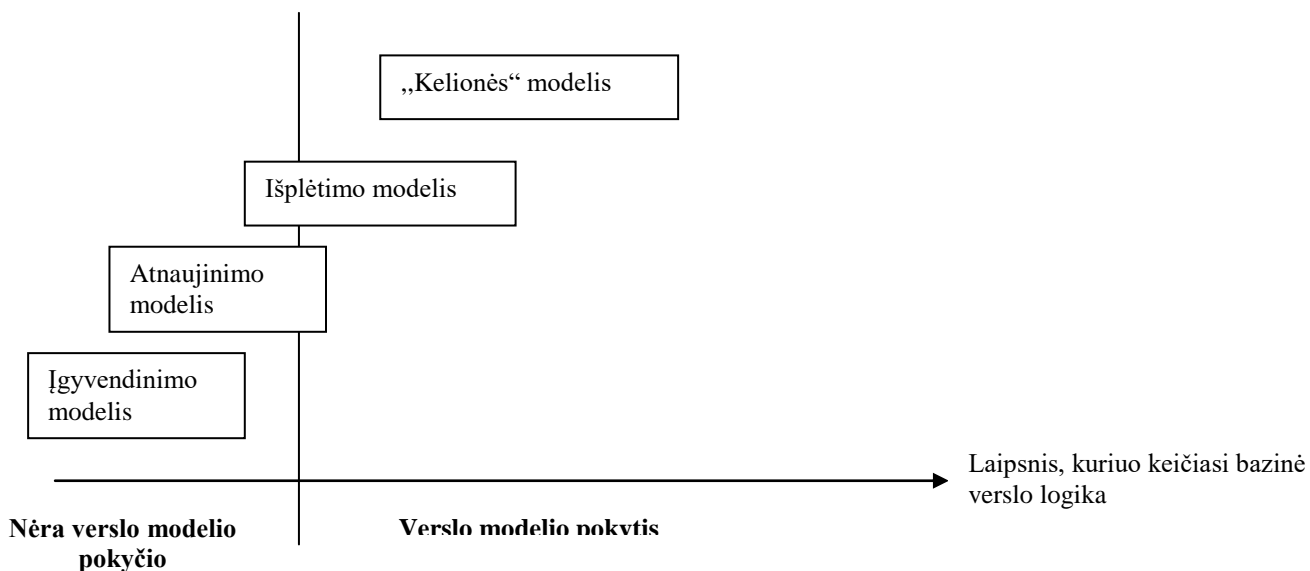 ,,Kelionės“ modelis
Išplėtimo modelis
Atnaujinimo
modelis
Įgyvendinimo
modelis
Laipsnis, kuriuo keičiasi bazinė
verslo logika
Nėra verslo modelio
pokyčio
Verslo modelio pokytis